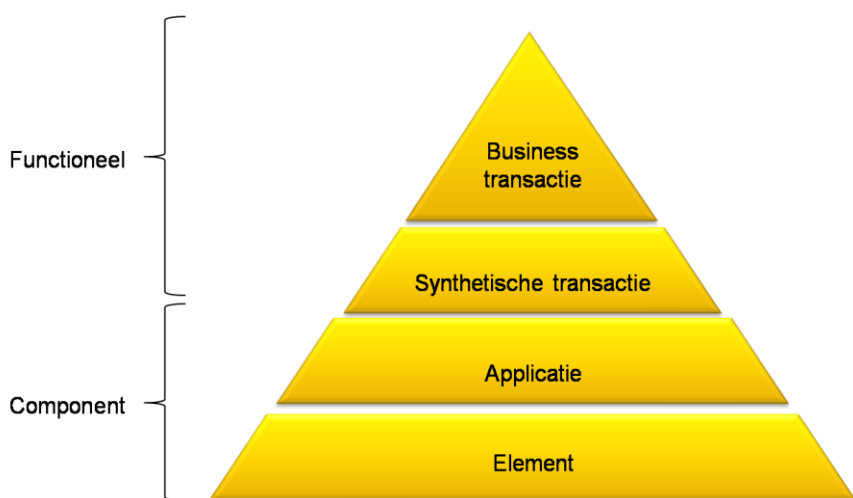 Functioneel
Business
transactie
Synthetische transactie
Applicatie
Component
Element